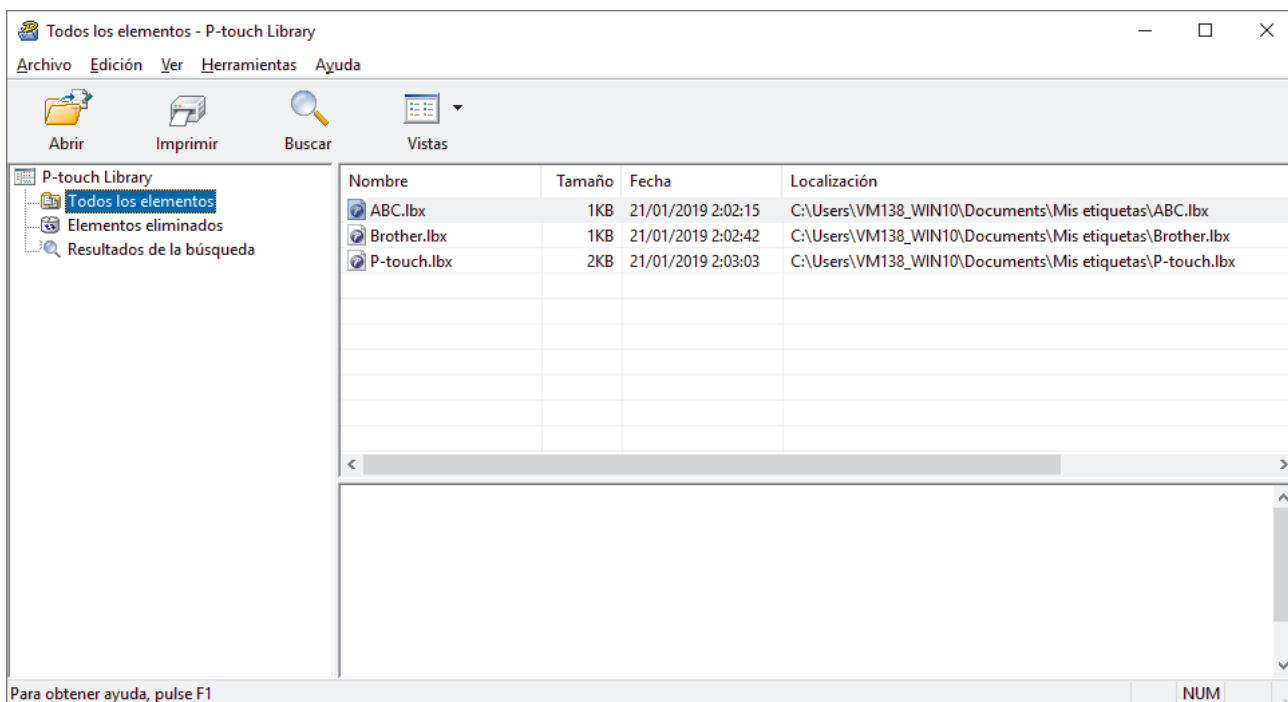 Todos los elementos - P-touch Library
Archivo Edición Ver Herramientas Ayuda
Abrir Imprimir Buscar Vistas
P-touch Library
Todos los elementos
Elementos eliminados
Resultados de la búsqueda
Nombre Tamaño Fecha Localización
ABC.lbx 1KB 21/01/2019 2:02:15 C:\Users\VM138_WIN10\Documents\Mis etiquetas\ABC.lbx
Brother.lbx 1KB 21/01/2019 2:02:42 C:\Users\VM138_WIN10\Documents\Mis etiquetas\Brother.lbx
P-touch.lbx 2KB 21/01/2019 2:03:03 C:\Users\VM138_WIN10\Documents\Mis etiquetas\P-touch.lbx
Para obtener ayuda, pulse F1 NUM